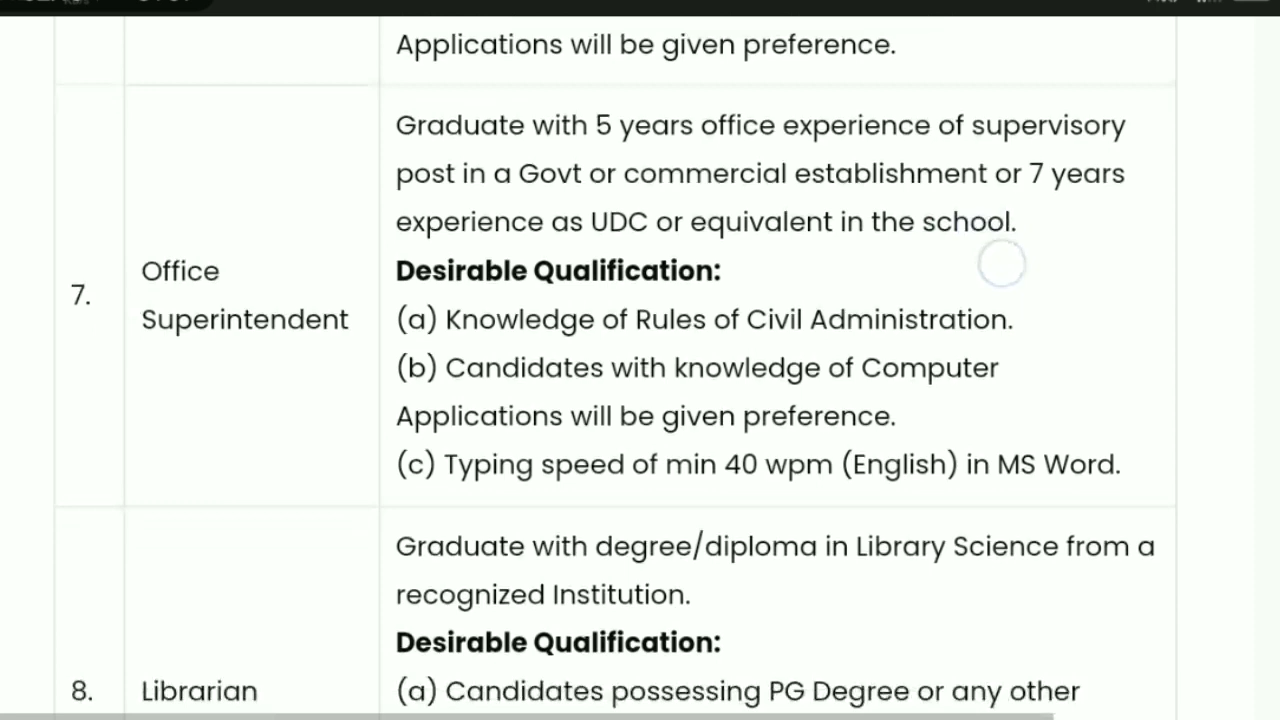 Applications will be given preference.
7.
Office
Superintendent
Graduate with 5 years office experience of supervisory
post in a Govt or commercial establishment or 7 years
experience as UDC or equivalent in the school.
Desirable Qualification:
(a) Knowledge of Rules of Civil Administration.
(b) Candidates with knowledge of Computer
Applications will be given preference.
(c) Typing speed of min 40 wpm (English) in MS Word.
8.
Librarian
Graduate with degree/diploma in Library Science from a
recognized Institution.
Desirable Qualification:
(a) Candidates possessing PG Degree or any other